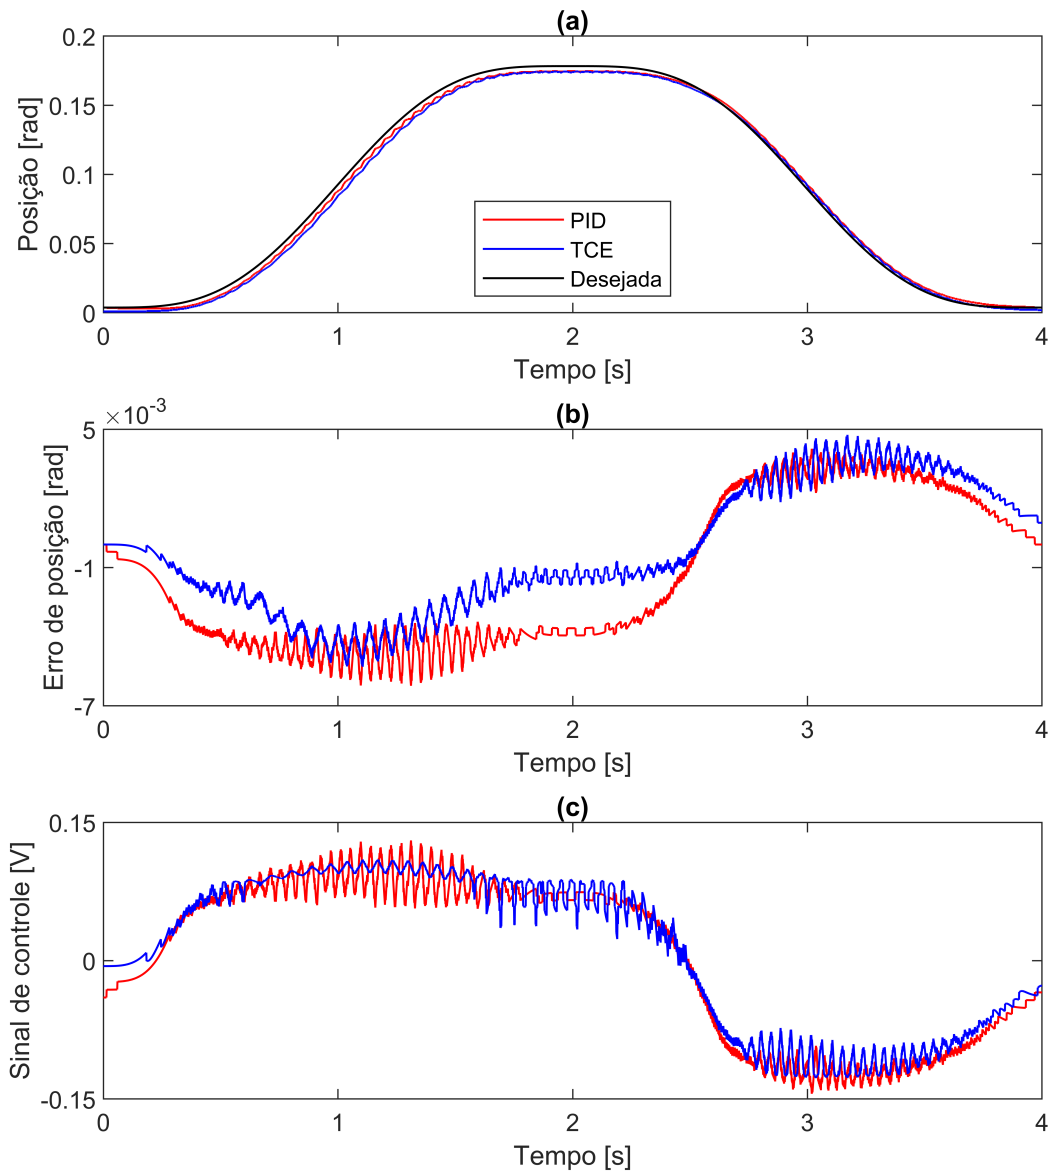 (a)
0.2
0.15
0.1
0.05
0
Posição [rad]
PID
TCE
Desejada
0 1 2 3 4
Tempo [s]
(b)
×10⁻³
5
-1
-7
Erro de posição [rad]
0 1 2 3 4
Tempo [s]
(c)
0.15
0
-0.15
Sinal de controle [V]
0 1 2 3 4
Tempo [s]